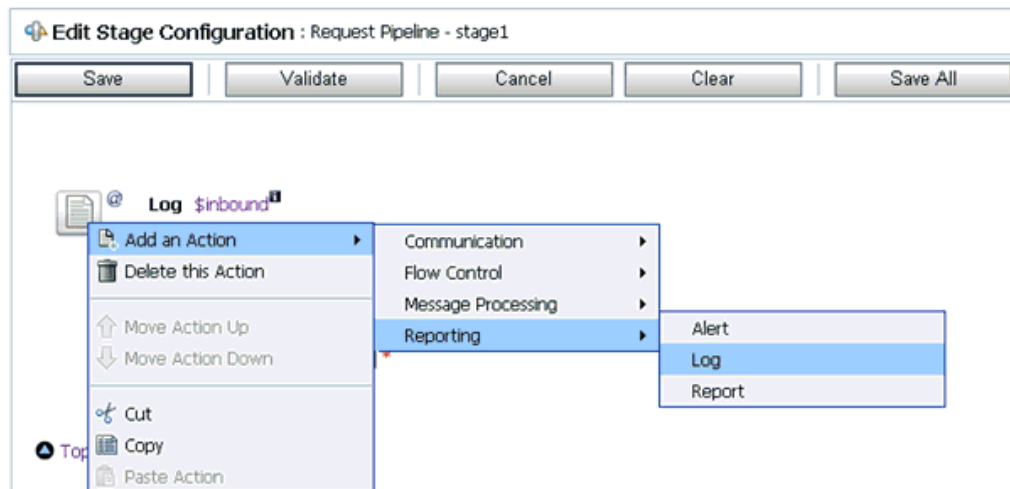 Edit Stage Configuration : Request Pipeline - stage1
Save Validate Cancel Clear Save All
@ Log $inbound
Add an Action
Delete this Action
Move Action Up
Move Action Down
Cut
Copy
Paste Action
Communication
Flow Control
Message Processing
Reporting
*
Alert
Log
Report
Top